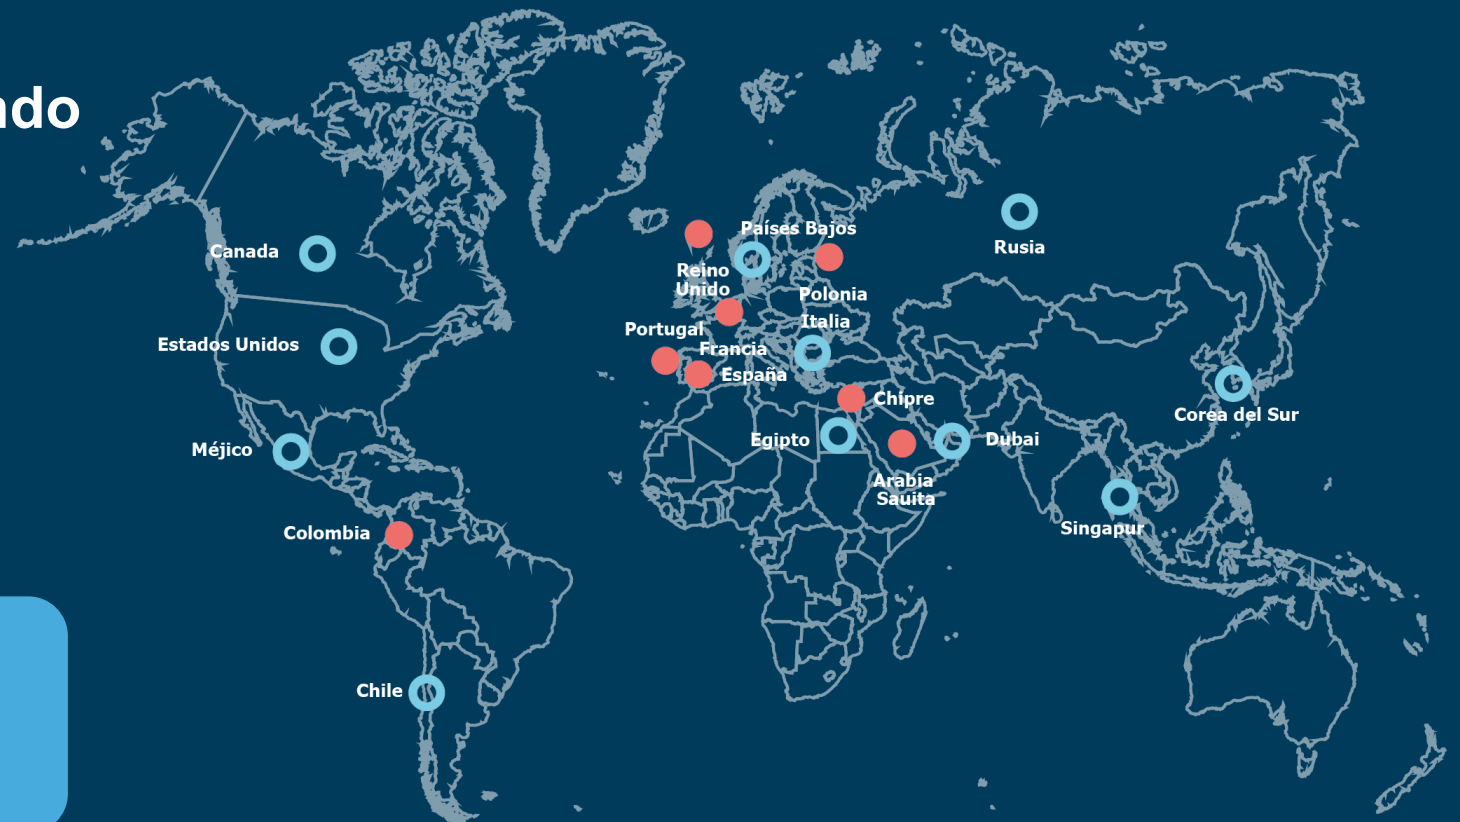 ndo
Países Bajos
Rusia
Canada
Reino
Unido
Polonia
Italia
Portugal
Estados Unidos
Francia
España
Chipre
Corea del Sur
Egipto
Dubai
Méjico
Arabia
Sauita
Singapur
Colombia
Chile